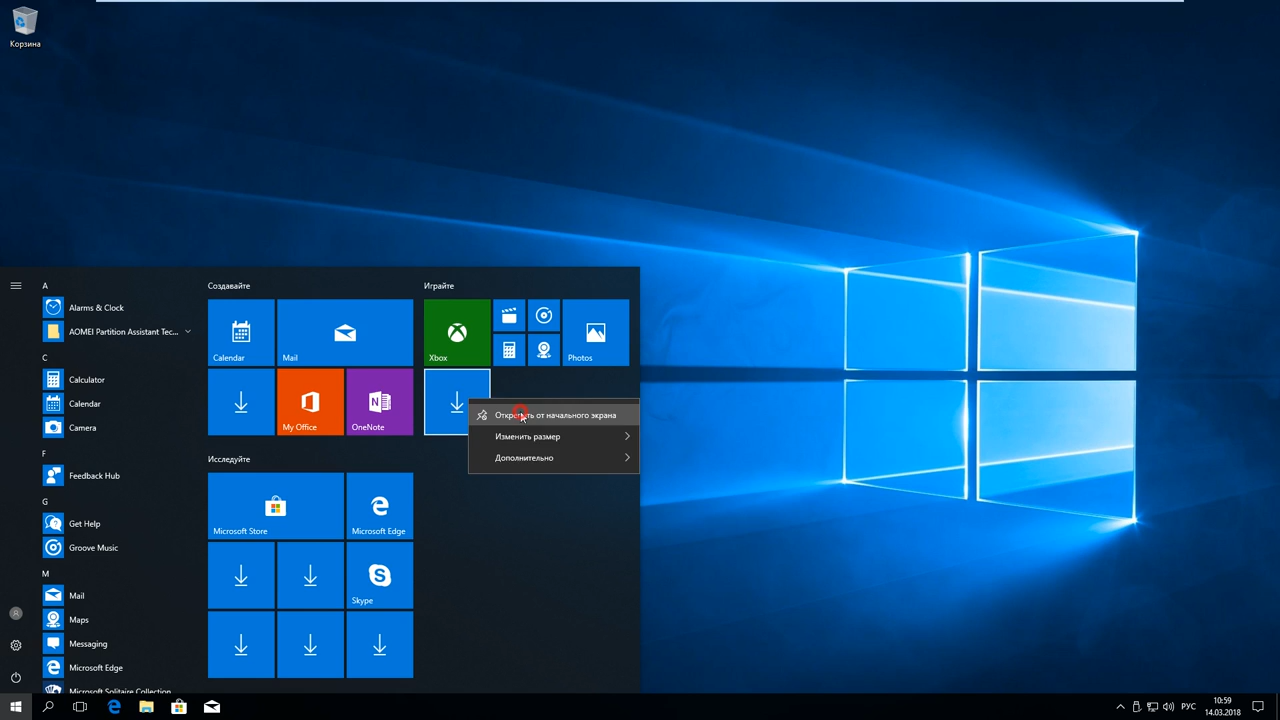 Корзина
A
Alarms & Clock
AOMEI Partition Assistant Tec...
C
Calculator
Calendar
Camera
F
Feedback Hub
G
Get Help
Groove Music
M
Mail
Maps
Messaging
Microsoft Edge
Microsoft Solitaire Collection
Создавайте
Calendar
Mail
My Office
OneNote
Исследуйте
Microsoft Store
Microsoft Edge
Skype
Играйте
Xbox
Photos
Открепить от начального экрана
Изменить размер
Дополнительно
РУС
10:59
14.03.2018